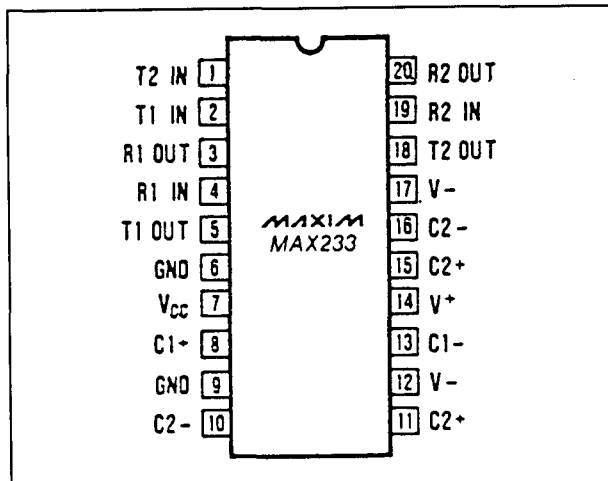 T2 IN 1 20 R2 OUT
T1 IN 2 19 R2 IN
R1 OUT 3 18 T2 OUT
R1 IN 4 17 V-
T1 OUT 5 16 C2-
MAXIM
MAX233
GND 6 15 C2+
VCC 7 14 V+
C1+ 8 13 C1-
GND 9 12 V-
C2- 10 11 C2+